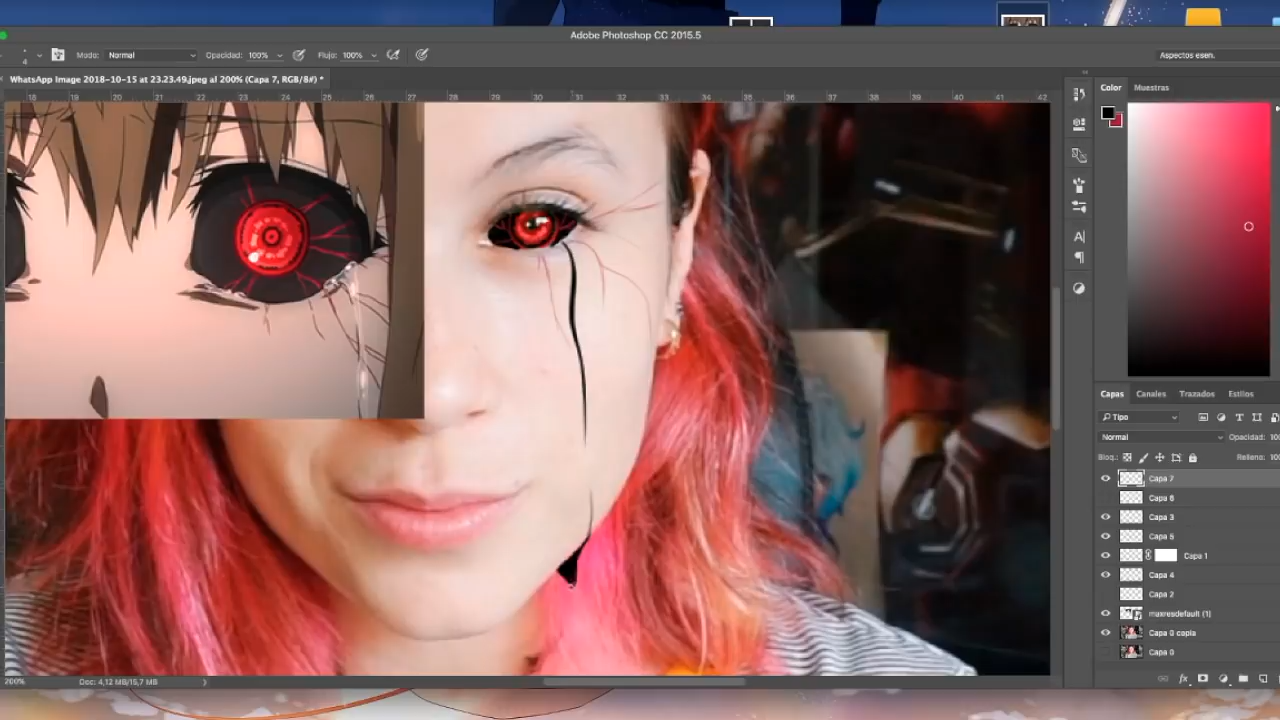 Adobe Photoshop CC 2015.5
Modo: Normal Opacidad: 100% Flujo: 100% Aspectos esen.
WhatsApp Image 2018-10-15 at 23.23.49.jpeg al 200% (Capa 7, RGB/8#) *
18 19 20 21 22 23 24 25 26 27 28 29 30 31 32 33 34 35 36 37 38 39 40 41 42
Color Muestras
Capas Canales Trazados Estilos
Tipo
Normal Opacidad: 100
Bloq.: Relleno: 100
Capa 7
Capa 6
Capa 3
Capa 5
Capa 1
Capa 4
Capa 2
maxresdefault (1)
Capa 0 copia
Capa 0
200% Doc: 4,12 MB/15,7 MB